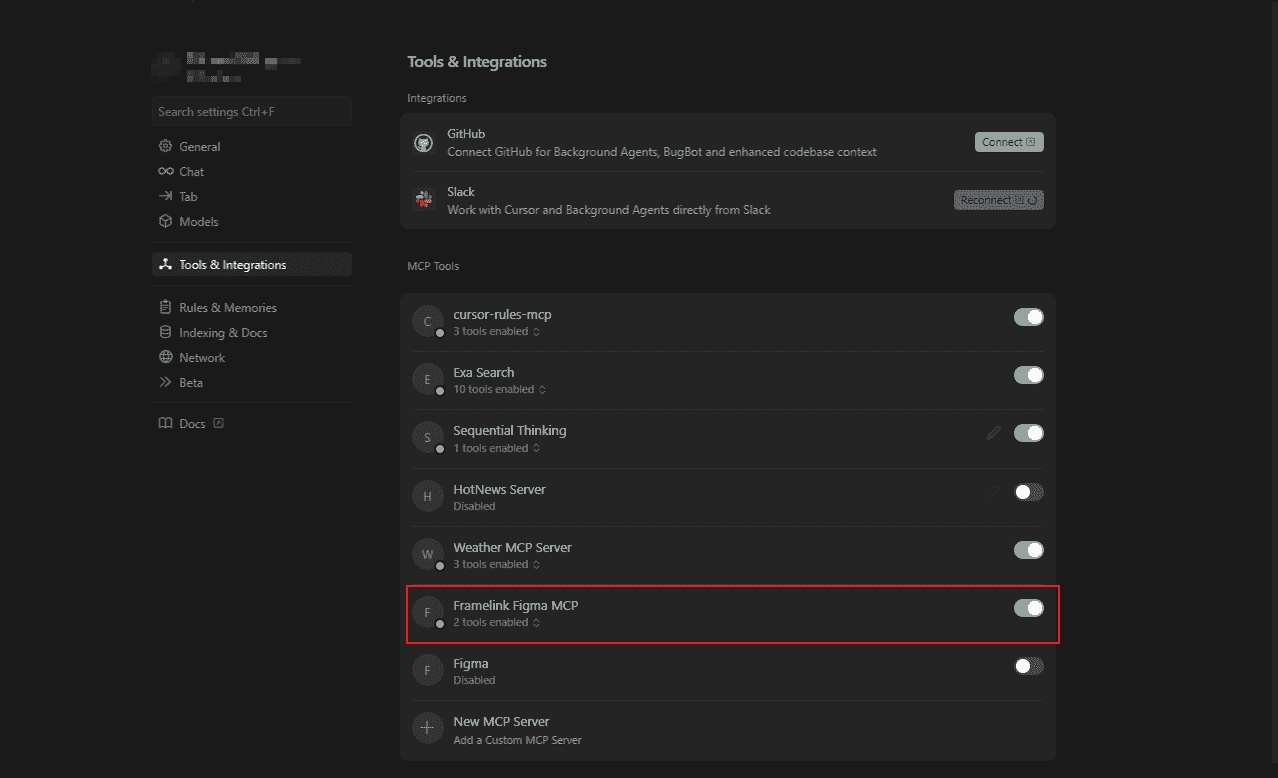 Tools & Integrations
Search settings Ctrl+F
General
Chat
Tab
Models
Tools & Integrations
Rules & Memories
Indexing & Docs
Network
Beta
Docs
Integrations
GitHub
Connect GitHub for Background Agents, BugBot and enhanced codebase context
Connect
Slack
Work with Cursor and Background Agents directly from Slack
Reconnect
MCP Tools
C
cursor-rules-mcp
3 tools enabled
E
Exa Search
10 tools enabled
S
Sequential Thinking
1 tools enabled
H
HotNews Server
Disabled
W
Weather MCP Server
3 tools enabled
F
Framelink Figma MCP
2 tools enabled
F
Figma
Disabled
New MCP Server
Add a Custom MCP Server